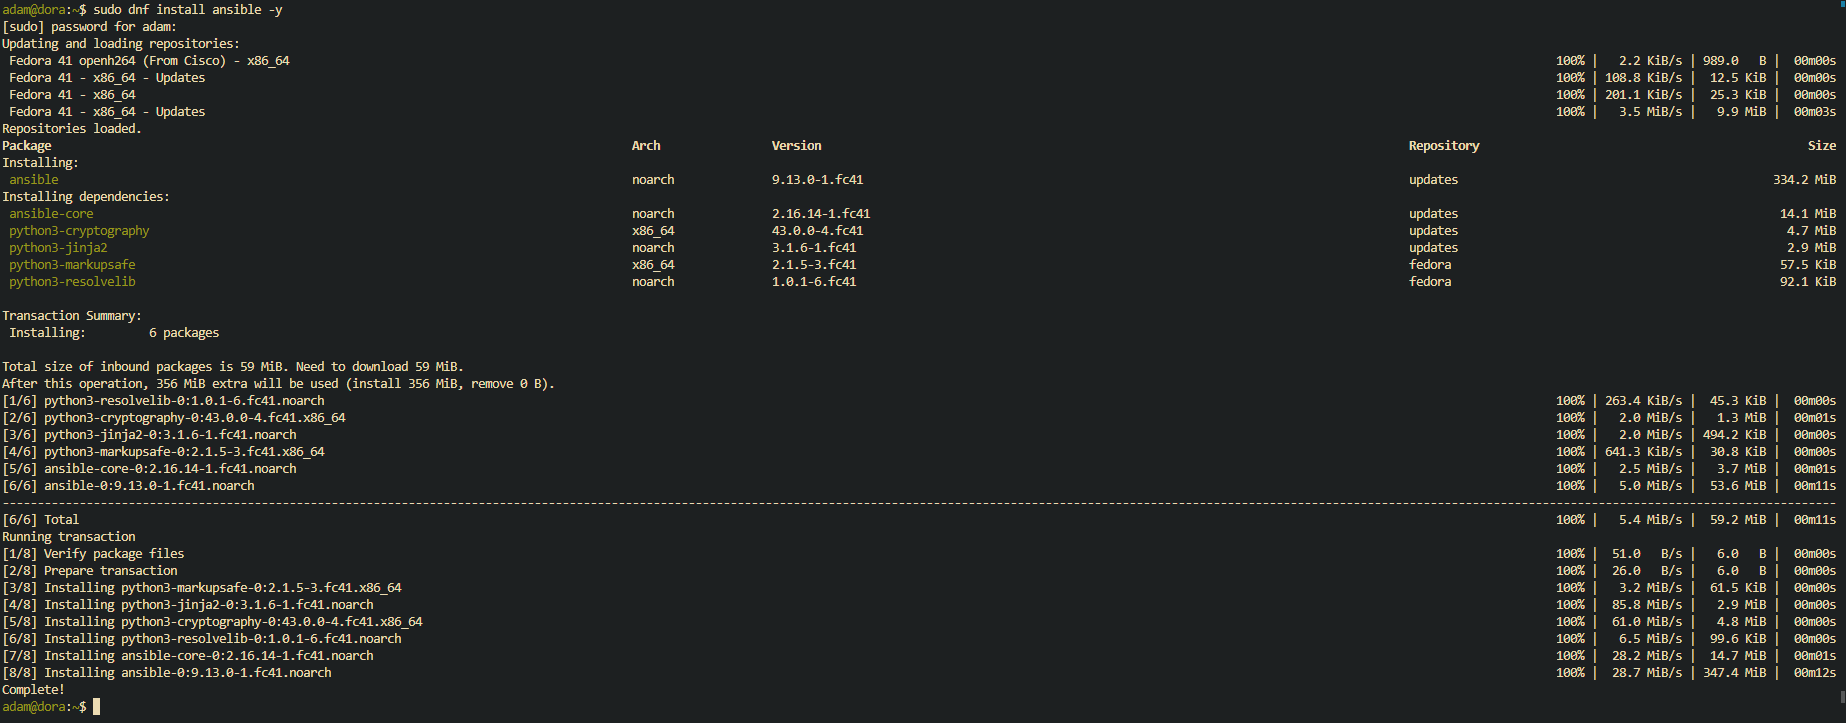 adam@dora:~$ sudo dnf install ansible -y
[sudo] password for adam:
Updating and loading repositories:
Fedora 41 openh264 (From Cisco) - x86_64 100% | 2.2 KiB/s | 989.0 B | 00m00s
Fedora 41 - x86_64 - Updates 100% | 108.8 KiB/s | 12.5 KiB | 00m00s
Fedora 41 - x86_64 100% | 201.1 KiB/s | 25.3 KiB | 00m00s
Fedora 41 - x86_64 - Updates 100% | 3.5 MiB/s | 9.9 MiB | 00m03s
Repositories loaded.
Package Arch Version Repository Size
Installing:
ansible noarch 9.13.0-1.fc41 updates 334.2 MiB
Installing dependencies:
ansible-core noarch 2.16.14-1.fc41 updates 14.1 MiB
python3-cryptography x86_64 43.0.0-4.fc41 updates 4.7 MiB
python3-jinja2 noarch 3.1.6-1.fc41 updates 2.9 MiB
python3-markupsafe x86_64 2.1.5-3.fc41 fedora 57.5 KiB
python3-resolvelib noarch 1.0.1-6.fc41 fedora 92.1 KiB
Transaction Summary:
Installing: 6 packages
Total size of inbound packages is 59 MiB. Need to download 59 MiB.
After this operation, 356 MiB extra will be used (install 356 MiB, remove 0 B).
[1/6] python3-resolvelib-0:1.0.1-6.fc41.noarch 100% | 263.4 KiB/s | 45.3 KiB | 00m00s
[2/6] python3-cryptography-0:43.0.0-4.fc41.x86_64 100% | 2.0 MiB/s | 1.3 MiB | 00m01s
[3/6] python3-jinja2-0:3.1.6-1.fc41.noarch 100% | 2.0 MiB/s | 494.2 KiB | 00m00s
[4/6] python3-markupsafe-0:2.1.5-3.fc41.x86_64 100% | 641.3 KiB/s | 30.8 KiB | 00m00s
[5/6] ansible-core-0:2.16.14-1.fc41.noarch 100% | 2.5 MiB/s | 3.7 MiB | 00m01s
[6/6] ansible-0:9.13.0-1.fc41.noarch 100% | 5.0 MiB/s | 53.6 MiB | 00m11s
[6/6] Total 100% | 5.4 MiB/s | 59.2 MiB | 00m11s
Running transaction
[1/8] Verify package files 100% | 51.0 B/s | 6.0 B | 00m00s
[2/8] Prepare transaction 100% | 26.0 B/s | 6.0 B | 00m00s
[3/8] Installing python3-markupsafe-0:2.1.5-3.fc41.x86_64 100% | 3.2 MiB/s | 61.5 KiB | 00m00s
[4/8] Installing python3-jinja2-0:3.1.6-1.fc41.noarch 100% | 85.8 MiB/s | 2.9 MiB | 00m00s
[5/8] Installing python3-cryptography-0:43.0.0-4.fc41.x86_64 100% | 61.0 MiB/s | 4.8 MiB | 00m00s
[6/8] Installing python3-resolvelib-0:1.0.1-6.fc41.noarch 100% | 6.5 MiB/s | 99.6 KiB | 00m00s
[7/8] Installing ansible-core-0:2.16.14-1.fc41.noarch 100% | 28.2 MiB/s | 14.7 MiB | 00m01s
[8/8] Installing ansible-0:9.13.0-1.fc41.noarch 100% | 28.7 MiB/s | 347.4 MiB | 00m12s
Complete!
adam@dora:~$